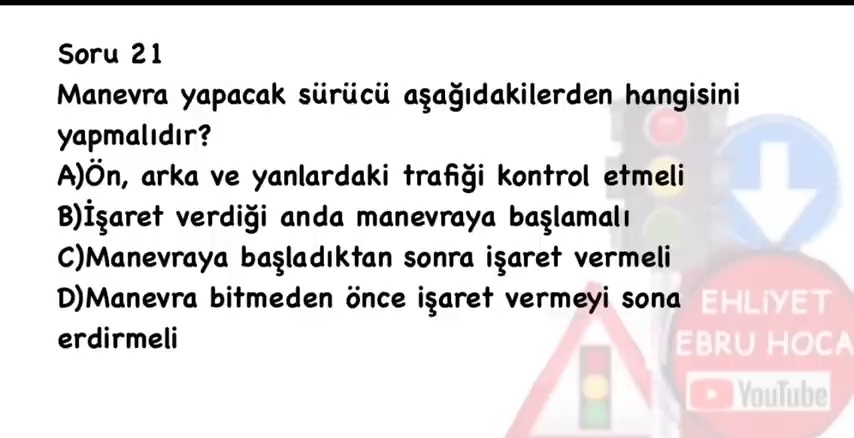 Soru 21
Manevra yapacak sürücü aşağıdakilerden hangisini
yapmalıdır?
A)Ön, arka ve yanlardaki trafiği kontrol etmeli
B)İşaret verdiği anda manevraya başlamalı
C)Manevraya başladıktan sonra işaret vermeli
D)Manevra bitmeden önce işaret vermeyi sona
erdirmeli
EHLİYET
EBRU HOCA
YouTube